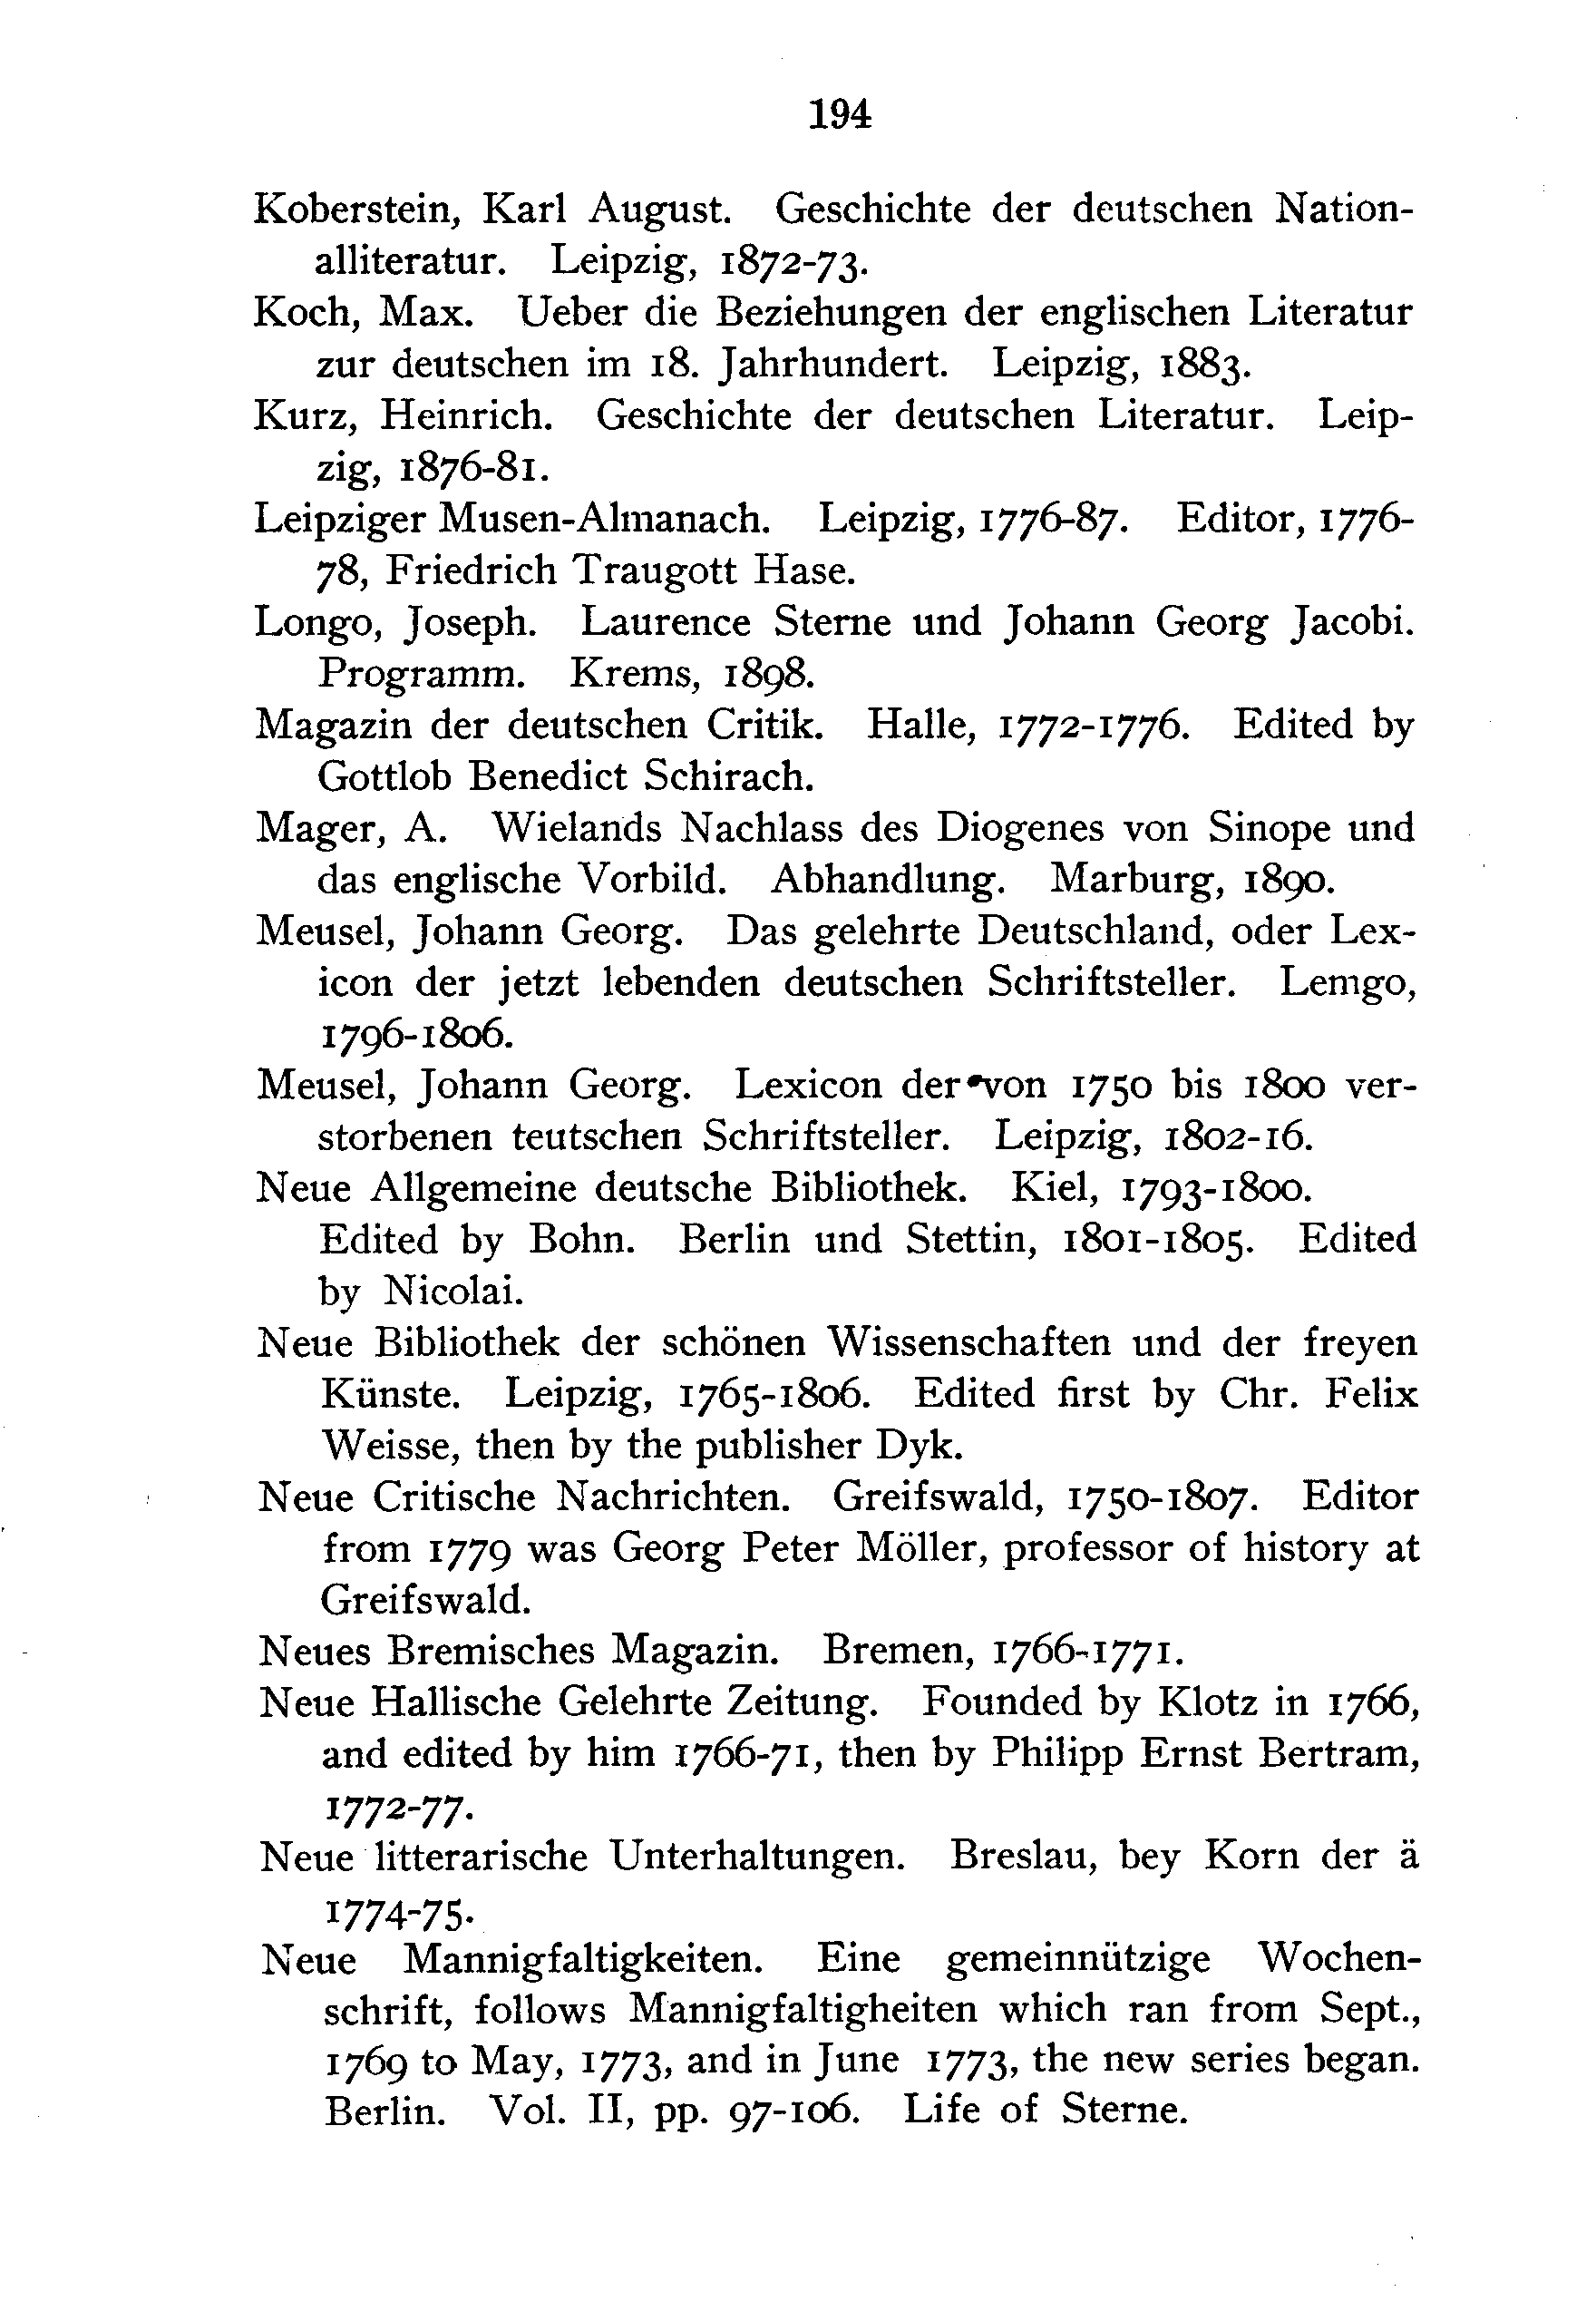 194
Koberstein, Karl August. Geschichte der deutschen Nation-
alliteratur. Leipzig, 1872-73.
Koch, Max. Ueber die Beziehungen der englischen Literatur
zur deutschen im 18. Jahrhundert. Leipzig, 1883.
Kurz, Heinrich. Geschichte der deutschen Literatur. Leip-
zig, 1876-81.
Leipziger Musen-Almanach. Leipzig, 1776-87. Editor, 1776-
78, Friedrich Traugott Hase.
Longo, Joseph. Laurence Sterne und Johann Georg Jacobi.
Programm. Krems, 1898.
Magazin der deutschen Critik. Halle, 1772-1776. Edited by
Gottlob Benedict Schirach.
Mager, A. Wielands Nachlass des Diogenes von Sinope und
das englische Vorbild. Abhandlung. Marburg, 1890.
Meusel, Johann Georg. Das gelehrte Deutschland, oder Lex-
icon der jetzt lebenden deutschen Schriftsteller. Lemgo,
1796-1806.
Meusel, Johann Georg. Lexicon der von 1750 bis 1800 ver-
storbenen teutschen Schriftsteller. Leipzig, 1802-16.
Neue Allgemeine deutsche Bibliothek. Kiel, 1793-1800.
Edited by Bohn. Berlin und Stettin, 1801-1805. Edited
by Nicolai.
Neue Bibliothek der schönen Wissenschaften und der freyen
Künste. Leipzig, 1765-1806. Edited first by Chr. Felix
Weisse, then by the publisher Dyk.
Neue Critische Nachrichten. Greifswald, 1750-1807. Editor
from 1779 was Georg Peter Möller, professor of history at
Greifswald.
Neues Bremisches Magazin. Bremen, 1766-1771.
Neue Hallische Gelehrte Zeitung. Founded by Klotz in 1766,
and edited by him 1766-71, then by Philipp Ernst Bertram,
1772-77.
Neue litterarische Unterhaltungen. Breslau, bey Korn der ä
1774-75.
Neue Mannigfaltigkeiten. Eine gemeinnützige Wochen-
schrift, follows Mannigfaltigheiten which ran from Sept.,
1769 to May, 1773, and in June 1773, the new series began.
Berlin. Vol. II, pp. 97-106. Life of Sterne.